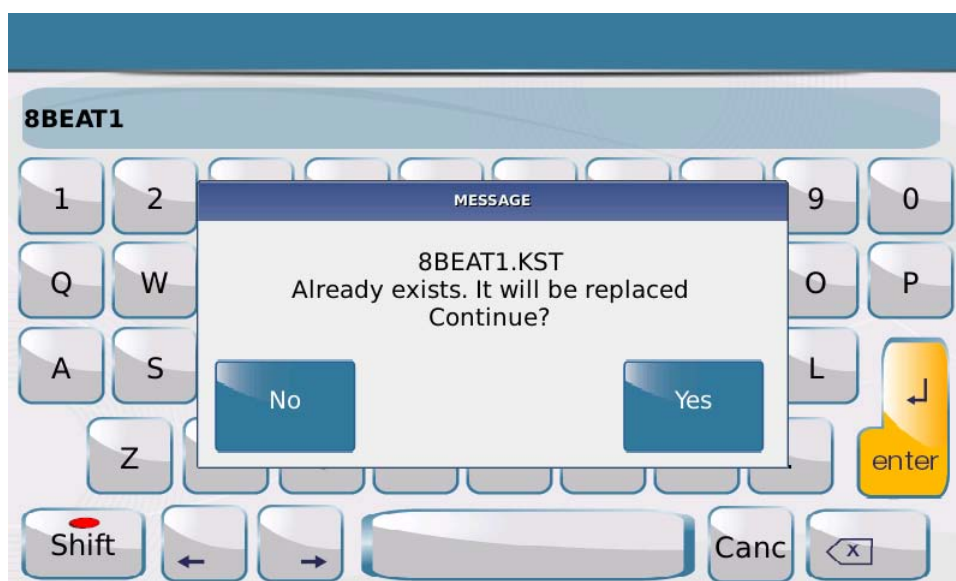 8BEAT1
1 2 9 0
MESSAGE
Q W O P
8BEAT1.KST
Already exists. It will be replaced
Continue?
A S L
No Yes
Z enter
Shift ← → Canc X